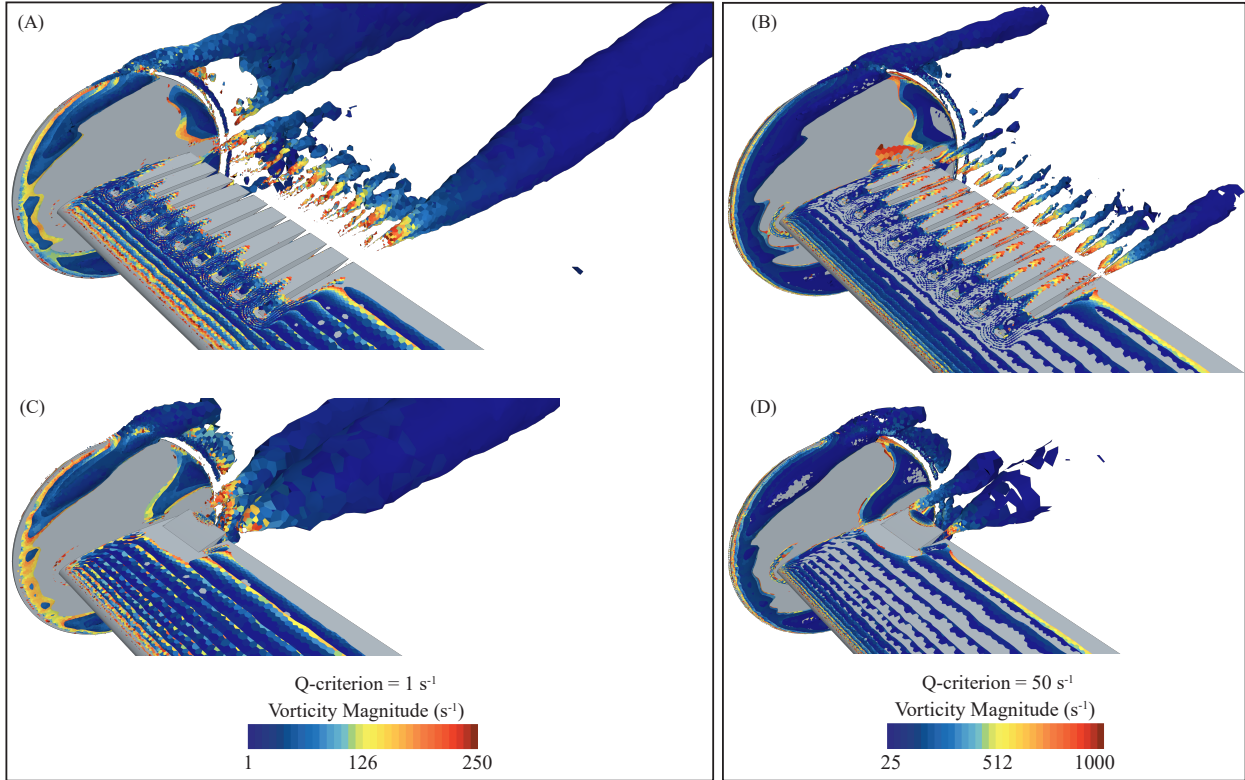 (A)
(B)
(C)
(D)
Q-criterion = 1 s⁻¹
Vorticity Magnitude (s⁻¹)
1 126 250
Q-criterion = 50 s⁻¹
Vorticity Magnitude (s⁻¹)
25 512 1000